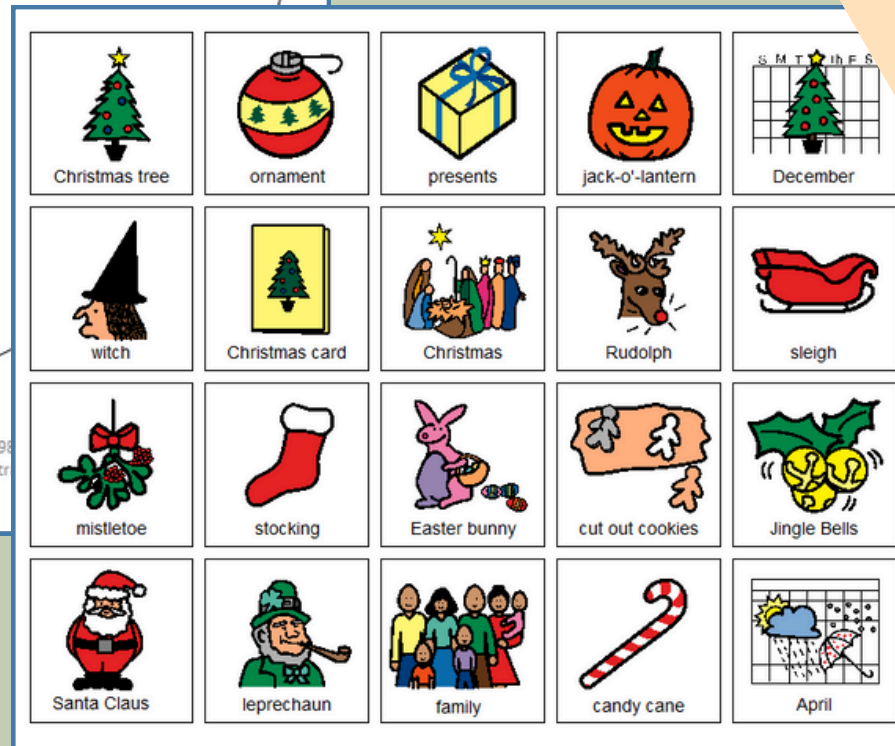 Christmas tree
ornament
presents
jack-o'-lantern
S M T th F S
December
witch
Christmas card
Christmas
Rudolph
sleigh
mistletoe
stocking
Easter bunny
cut out cookies
Jingle Bells
Santa Claus
leprechaun
family
candy cane
April